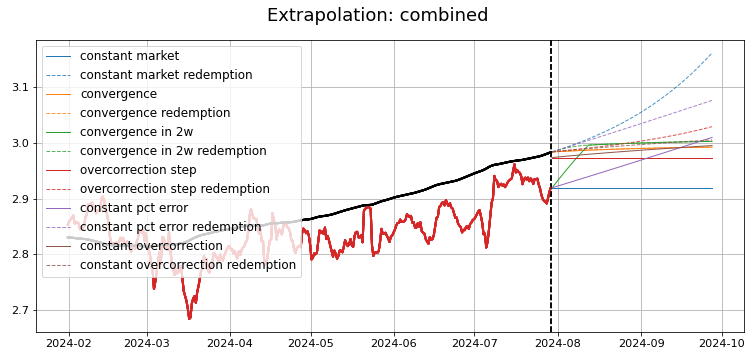 Extrapolation: combined
3.1
3.0
2.9
2.8
2.7
constant market
constant market redemption
convergence
convergence redemption
convergence in 2w
convergence in 2w redemption
overcorrection step
overcorrection step redemption
constant pct error
constant pct error redemption
constant overcorrection
constant overcorrection redemption
2024-02 2024-03 2024-04 2024-05 2024-06 2024-07 2024-08 2024-09 2024-10